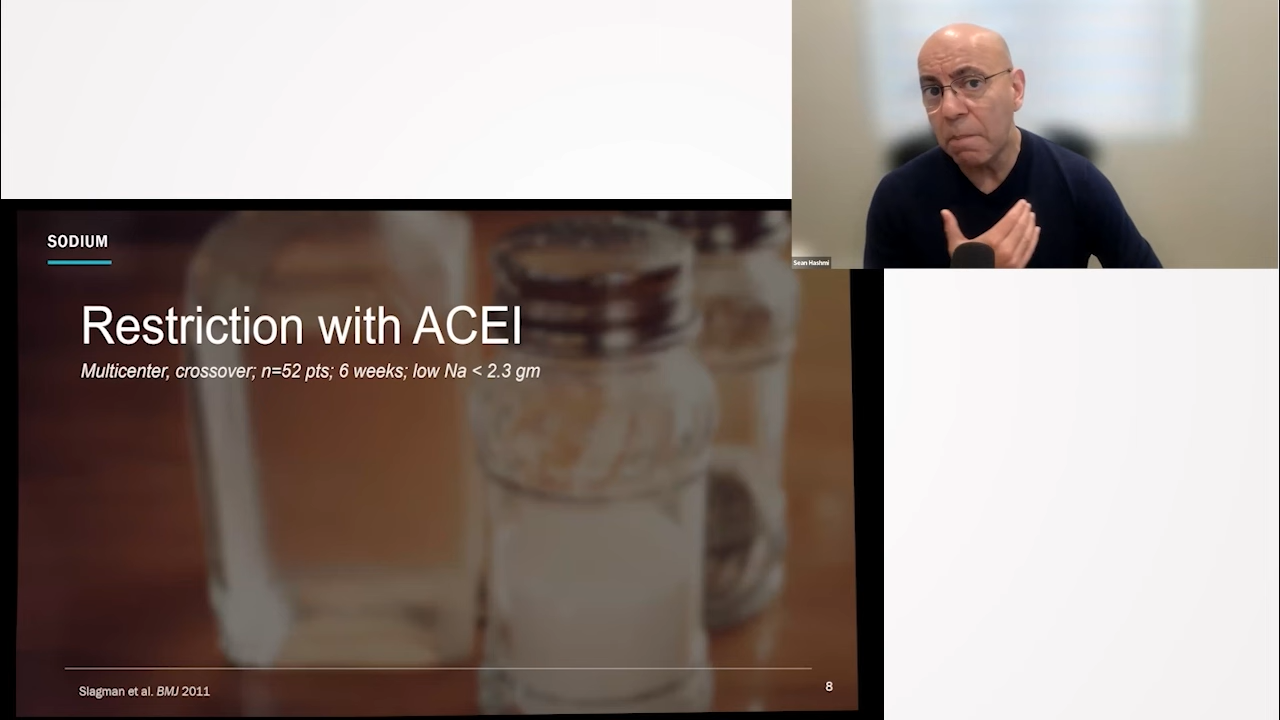 SODIUM
Restriction with ACEI
Multicenter, crossover; n=52 pts; 6 weeks; low Na < 2.3 gm
Slagman et al. BMJ 2011
8
Sean Hashmi